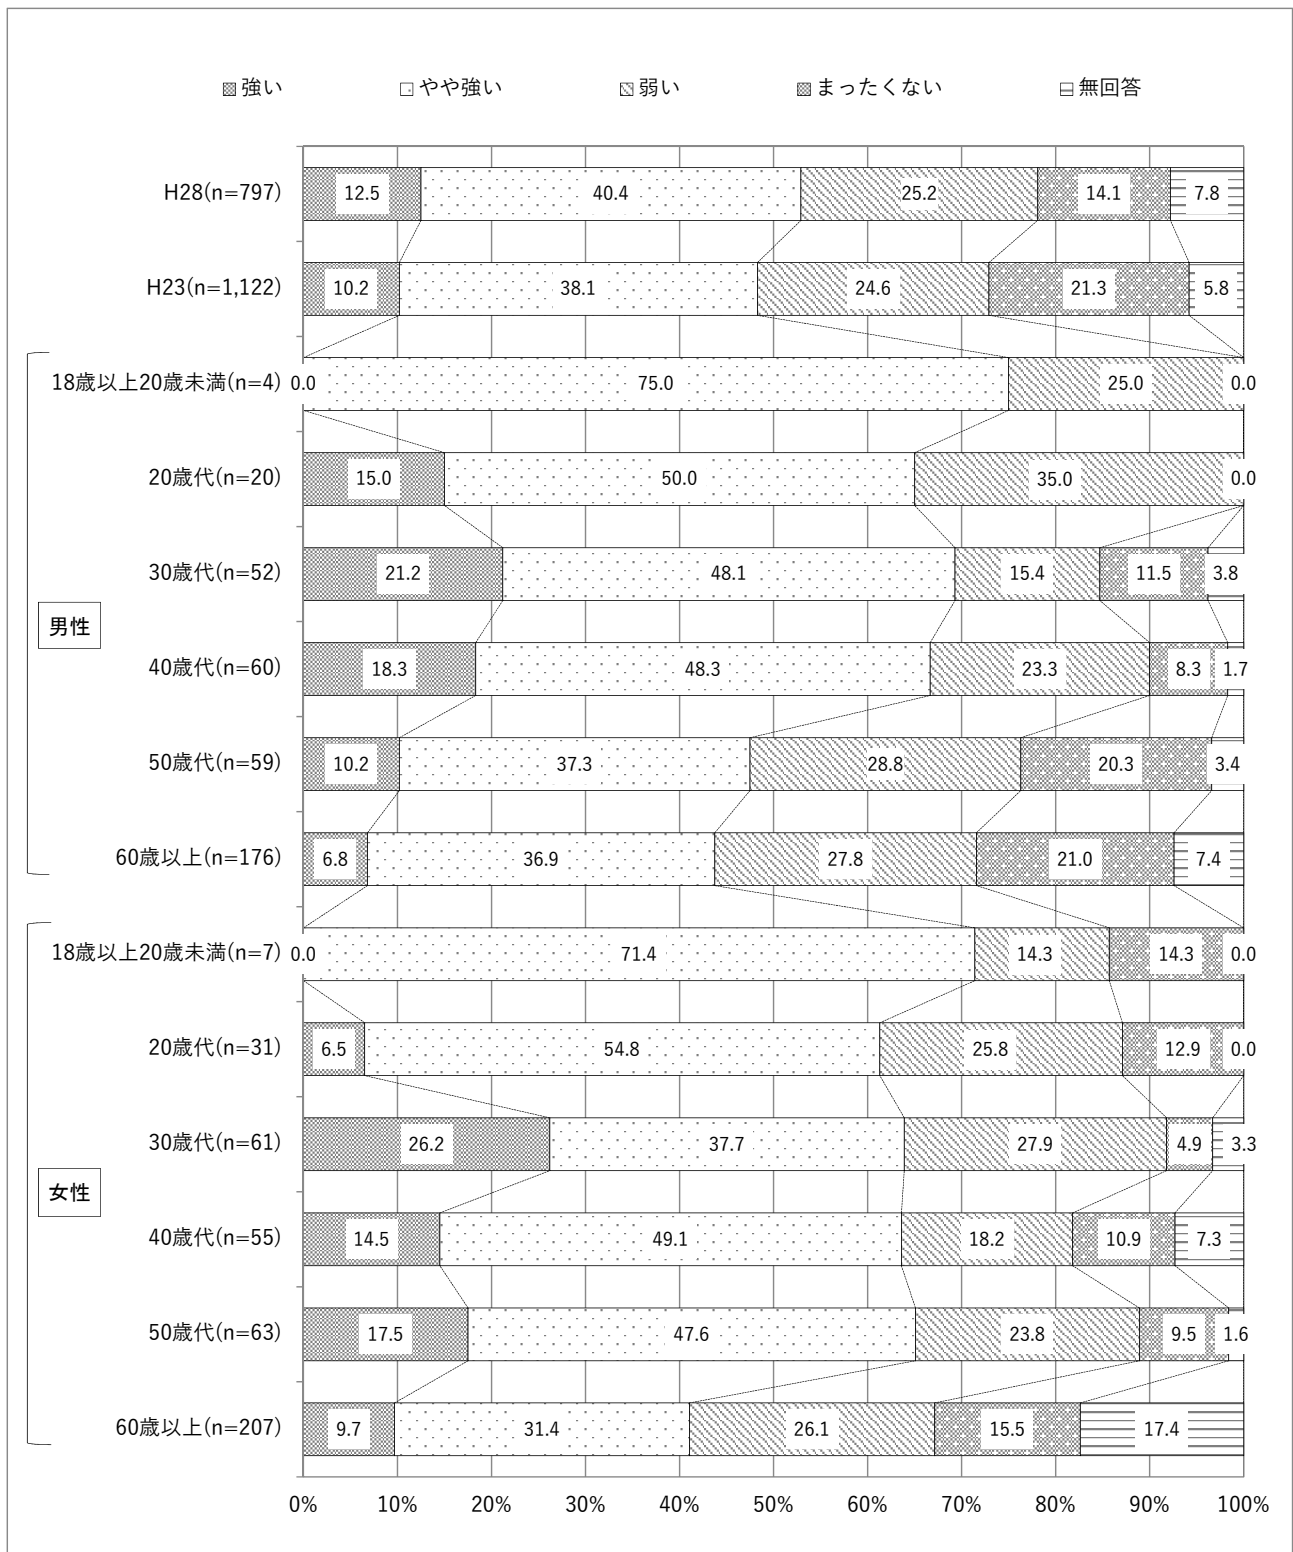 強い やや強い 弱い まったくない 無回答
H28(n=797) 12.5 40.4 25.2 14.1 7.8
H23(n=1,122) 10.2 38.1 24.6 21.3 5.8
18歳以上20歳未満(n=4) 0.0 75.0 25.0 0.0
20歳代(n=20) 15.0 50.0 35.0 0.0
30歳代(n=52) 21.2 48.1 15.4 11.5 3.8
男性
40歳代(n=60) 18.3 48.3 23.3 8.3 1.7
50歳代(n=59) 10.2 37.3 28.8 20.3 3.4
60歳以上(n=176) 6.8 36.9 27.8 21.0 7.4
18歳以上20歳未満(n=7) 0.0 71.4 14.3 14.3 0.0
20歳代(n=31) 6.5 54.8 25.8 12.9 0.0
30歳代(n=61) 26.2 37.7 27.9 4.9 3.3
女性
40歳代(n=55) 14.5 49.1 18.2 10.9 7.3
50歳代(n=63) 17.5 47.6 23.8 9.5 1.6
60歳以上(n=207) 9.7 31.4 26.1 15.5 17.4
0% 10% 20% 30% 40% 50% 60% 70% 80% 90% 100%